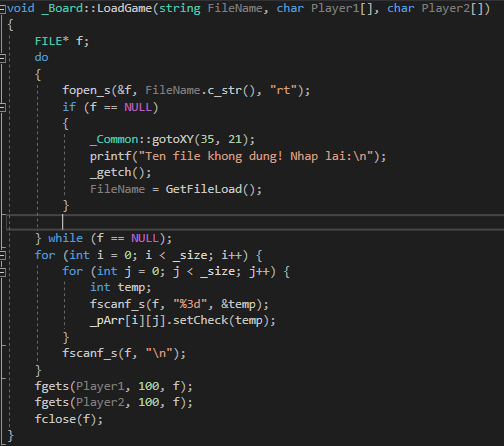 void _Board::LoadGame(string FileName, char Player1[], char Player2[])
{
    FILE* f;
    do
    {
        fopen_s(&f, FileName.c_str(), "rt");
        if (f == NULL)
        {
            _Common::gotoXY(35, 21);
            printf("Ten file khong dung! Nhap lai:\n");
            _getch();
            FileName = GetFileLoad();
        }

    } while (f == NULL);
    for (int i = 0; i < _size; i++) {
        for (int j = 0; j < _size; j++) {
            int temp;
            fscanf_s(f, "%3d", &temp);
            _pArr[i][j].setCheck(temp);
        }
        fscanf_s(f, "\n");
    }
    fgets(Player1, 100, f);
    fgets(Player2, 100, f);
    fclose(f);
}